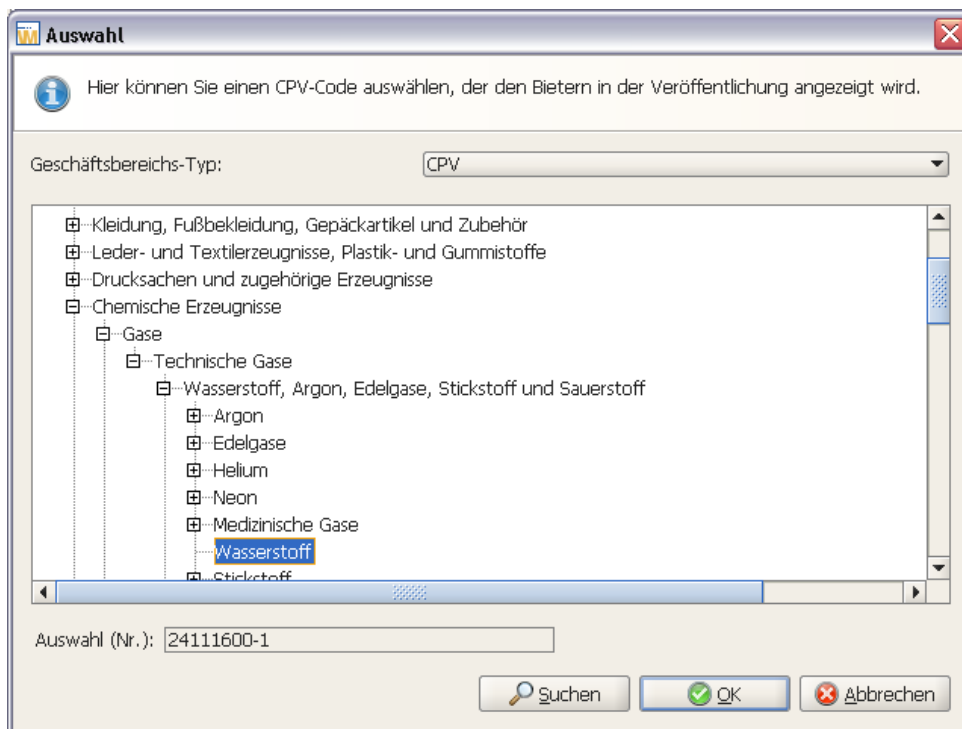 Auswahl
Hier können Sie einen CPV-Code auswählen, der den Bietern in der Veröffentlichung angezeigt wird.
Geschäftsbereichs-Typ: CPV
Kleidung, Fußbekleidung, Gepäckartikel und Zubehör
Leder- und Textilerzeugnisse, Plastik- und Gummistoffe
Drucksachen und zugehörige Erzeugnisse
Chemische Erzeugnisse
Gase
Technische Gase
Wasserstoff, Argon, Edelgase, Stickstoff und Sauerstoff
Argon
Edelgase
Helium
Neon
Medizinische Gase
Wasserstoff
Stickstoff
Auswahl (Nr.): 24111600-1
Suchen OK Abbrechen